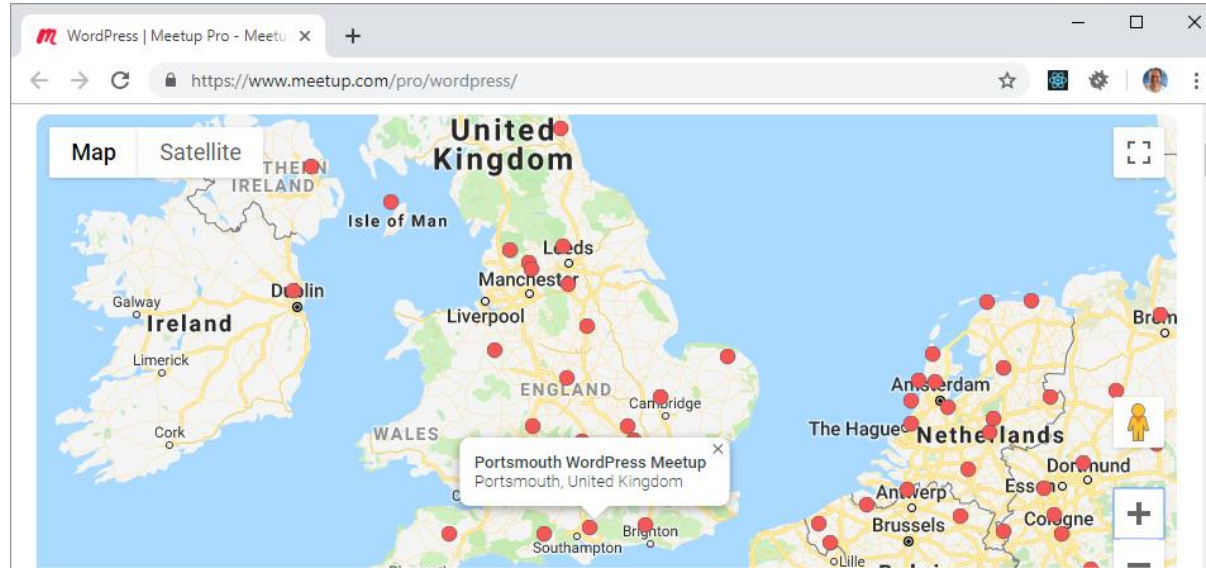 WordPress | Meetup Pro - Meetu
https://www.meetup.com/pro/wordpress/
Map
Satellite
United
Kingdom
IRELAND
Isle of Man
Leeds
Manchester
Liverpool
Dublin
Galway
Ireland
Limerick
Cork
ENGLAND
Cambridge
WALES
Portsmouth WordPress Meetup
Portsmouth, United Kingdom
Southampton
Brighton
Amsterdam
The Hague
Netherlands
Antwerp
Brussels
Lille
Dortmund
Essen
Cologne
Brem